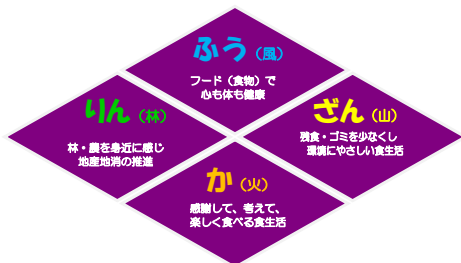 ふう（風）
フード（食物）で
心も体も健康
りん（林）
林・農を身近に感じ
地産地消の推進
ざん（山）
残食・ゴミを少なくし
環境にやさしい食生活
か（火）
感謝して、考えて、
楽しく食べる食生活